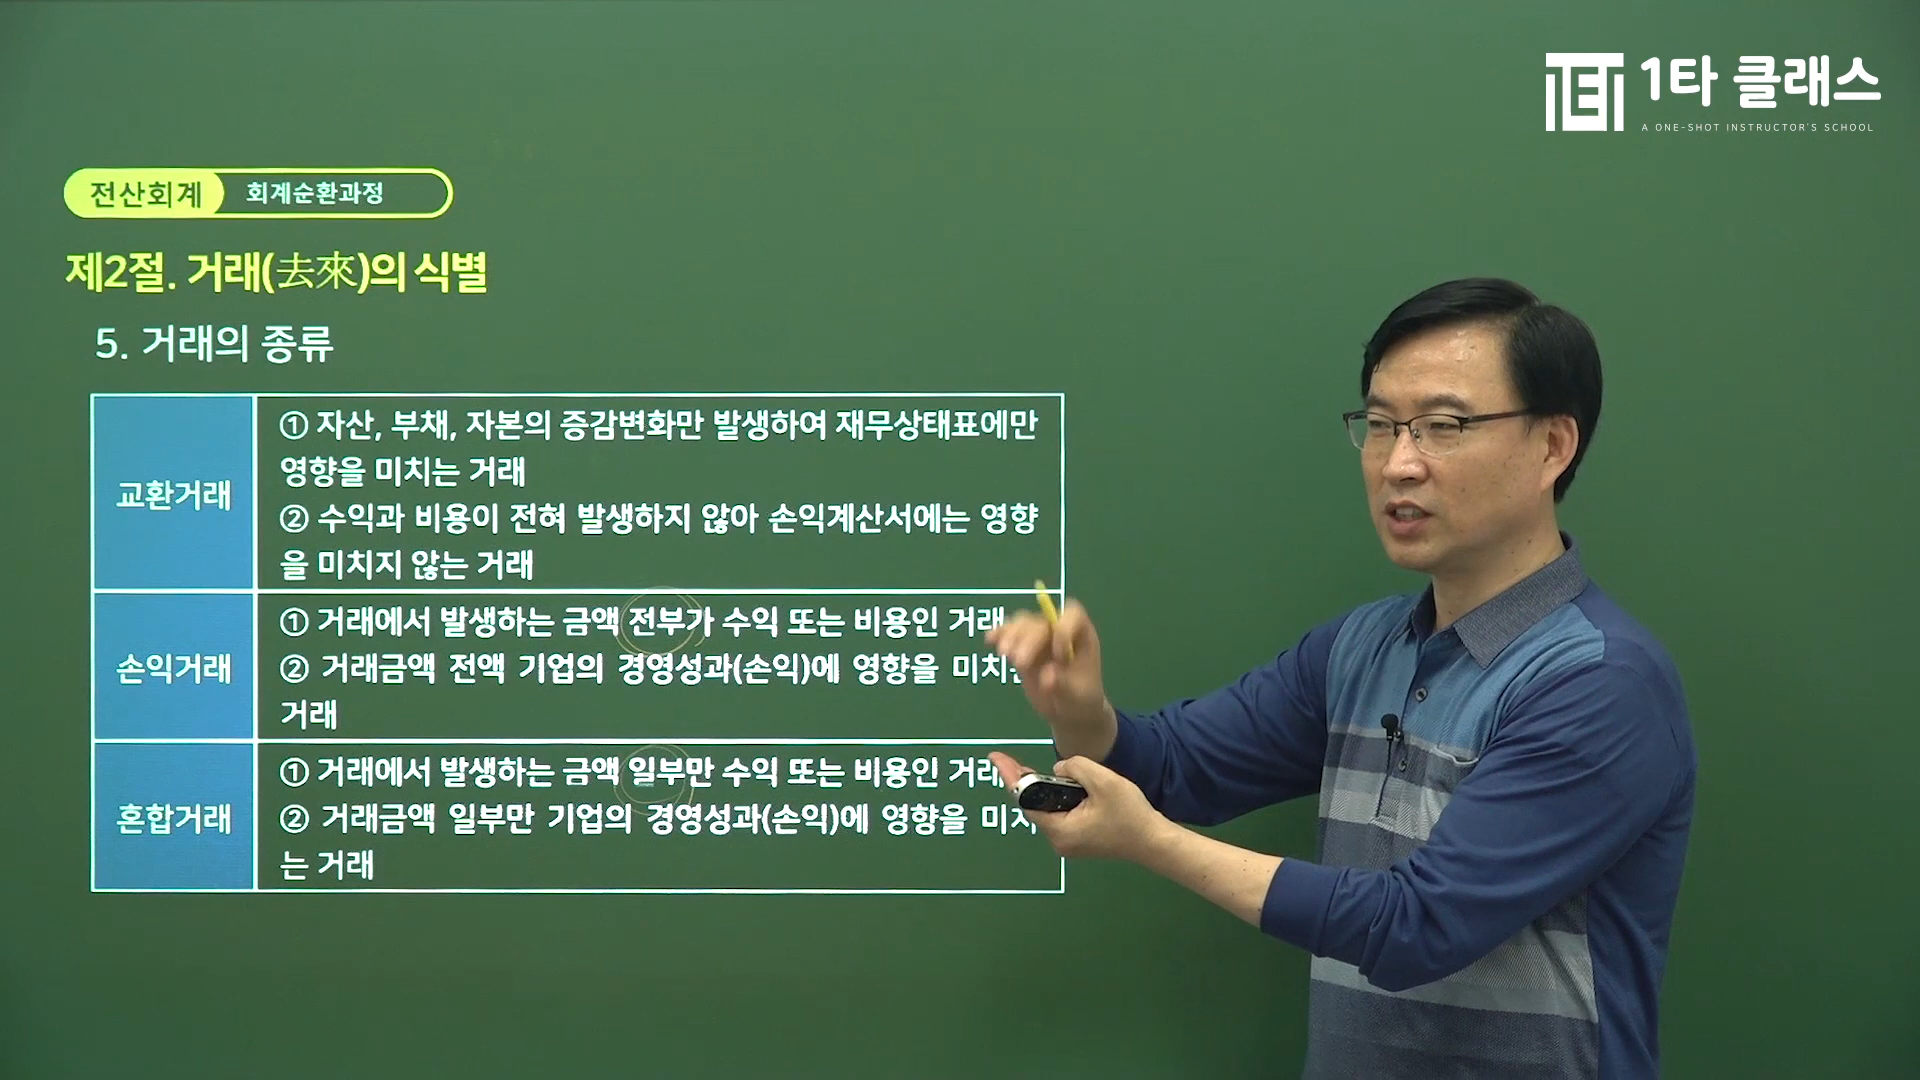 1타 클래스
A ONE-SHOT INSTRUCTOR'S SCHOOL
전산회계 회계순환과정
제2절. 거래(去來)의 식별
5. 거래의 종류
교환거래
① 자산, 부채, 자본의 증감변화만 발생하여 재무상태표에만
영향을 미치는 거래
② 수익과 비용이 전혀 발생하지 않아 손익계산서에는 영향
을 미치지 않는 거래
손익거래
① 거래에서 발생하는 금액 전부가 수익 또는 비용인 거래
② 거래금액 전액 기업의 경영성과(손익)에 영향을 미치는
거래
혼합거래
① 거래에서 발생하는 금액 일부만 수익 또는 비용인 거래
② 거래금액 일부만 기업의 경영성과(손익)에 영향을 미치
는 거래